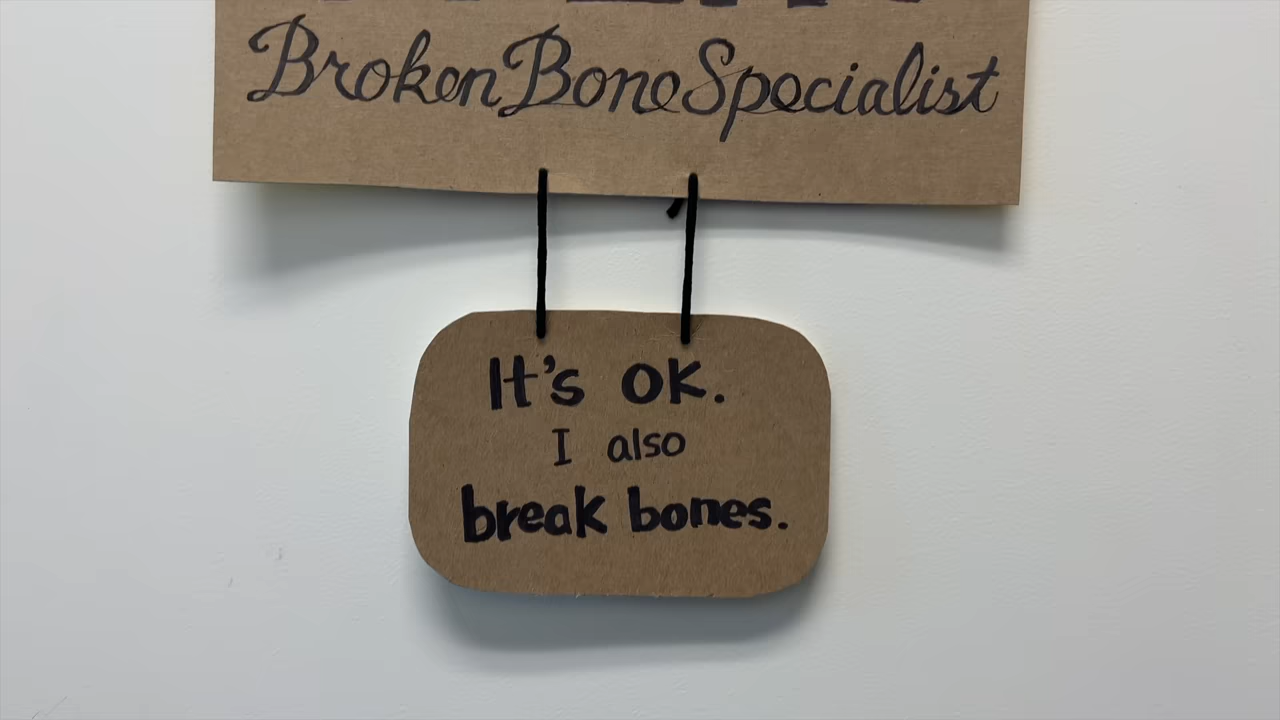 Broken Bone Specialist
It's ok.
I also
break bones.